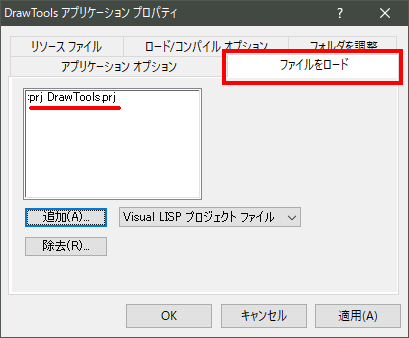 DrawTools アプリケーション プロパティ
リソース ファイル
ロード/コンパイル オプション
フォルダを調整
アプリケーション オプション
ファイルをロード
:prj DrawTools.prj
追加(A)...
Visual LISP プロジェクト ファイル
除去(R)...
OK
キャンセル
適用(A)